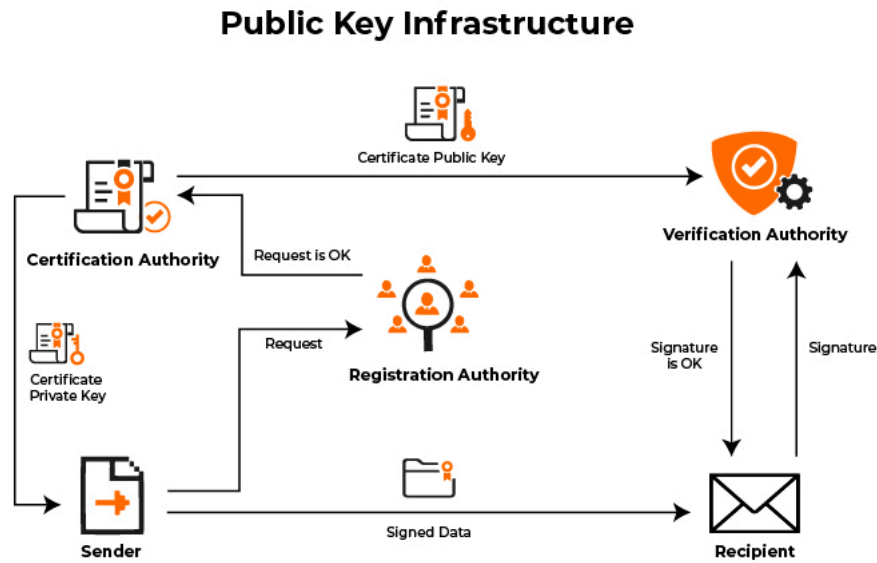 Public Key Infrastructure
Certificate Public Key
Certification Authority
Verification Authority
Request is OK
Request
Registration Authority
Certificate
Private Key
Signature
is OK
Signature
Signed Data
Sender
Recipient